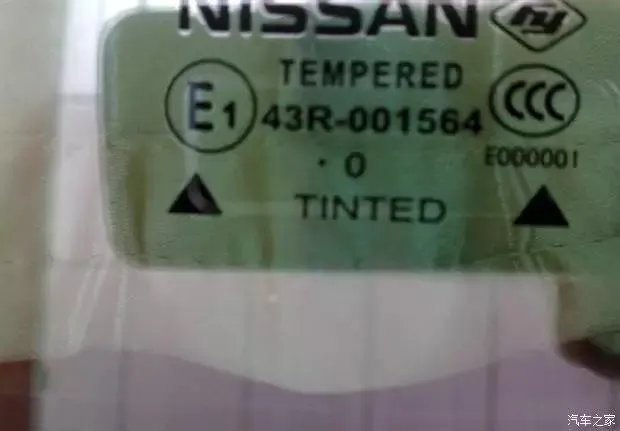 NISSAN
TEMPERED
E1 43R-001564 CCC
E000001
· 0
TINTED
汽车之家